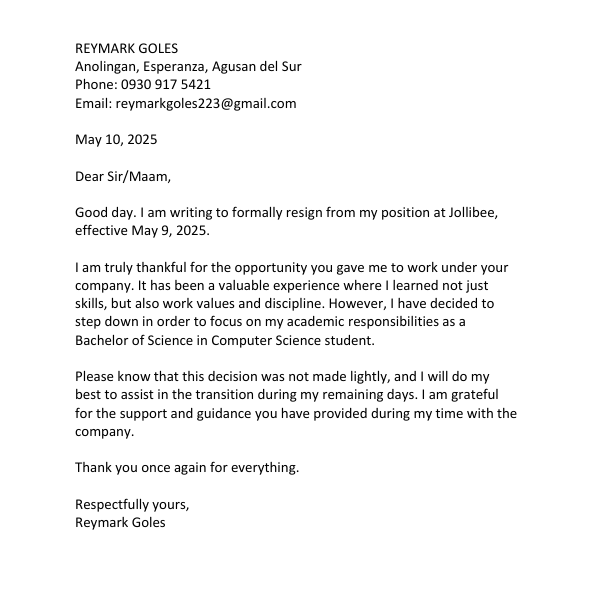 REYMARK GOLES
Anolingan, Esperanza, Agusan del Sur
Phone: 0930 917 5421
Email: reymarkgoles223@gmail.com
May 10, 2025
Dear Sir/Maam,
Good day. I am writing to formally resign from my position at Jollibee,
effective May 9, 2025.
I am truly thankful for the opportunity you gave me to work under your
company. It has been a valuable experience where I learned not just
skills, but also work values and discipline. However, I have decided to
step down in order to focus on my academic responsibilities as a
Bachelor of Science in Computer Science student.
Please know that this decision was not made lightly, and I will do my
best to assist in the transition during my remaining days. I am grateful
for the support and guidance you have provided during my time with the
company.
Thank you once again for everything.
Respectfully yours,
Reymark Goles